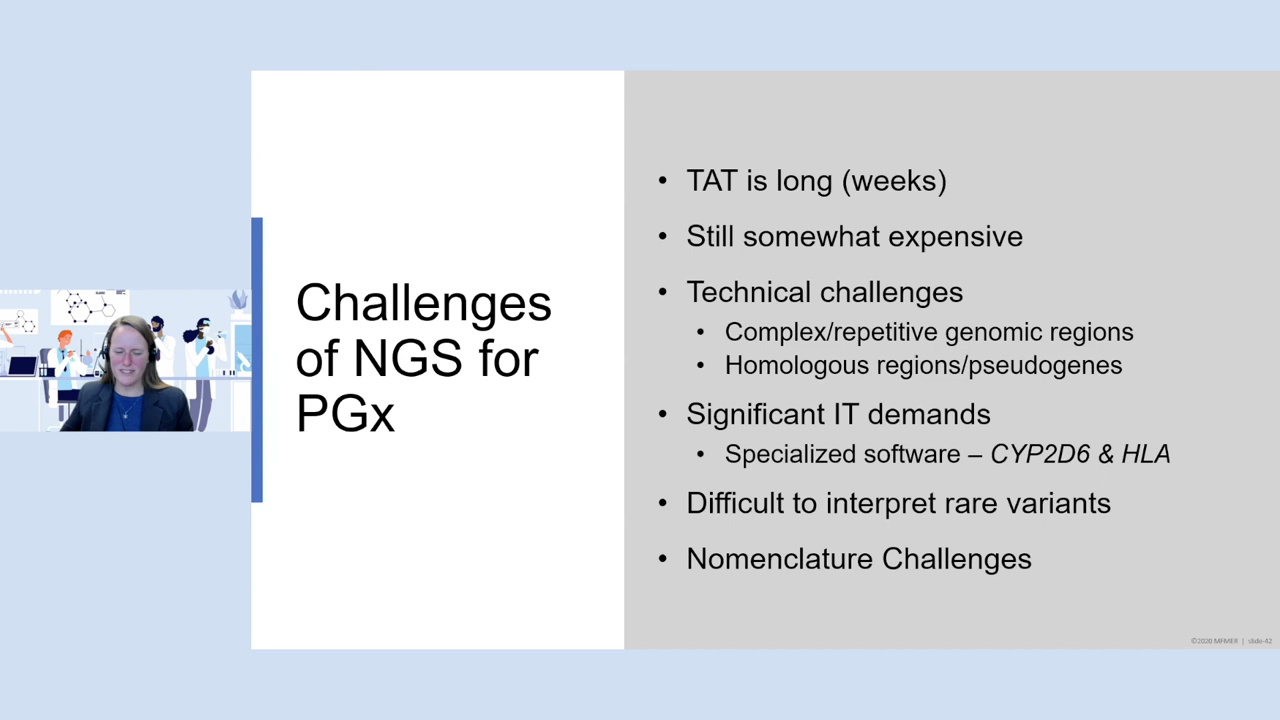 Challenges
of NGS for
PGx
• TAT is long (weeks)
• Still somewhat expensive
• Technical challenges
• Complex/repetitive genomic regions
• Homologous regions/pseudogenes
• Significant IT demands
• Specialized software – CYP2D6 & HLA
• Difficult to interpret rare variants
• Nomenclature Challenges
©2020 MFMER | slide-42